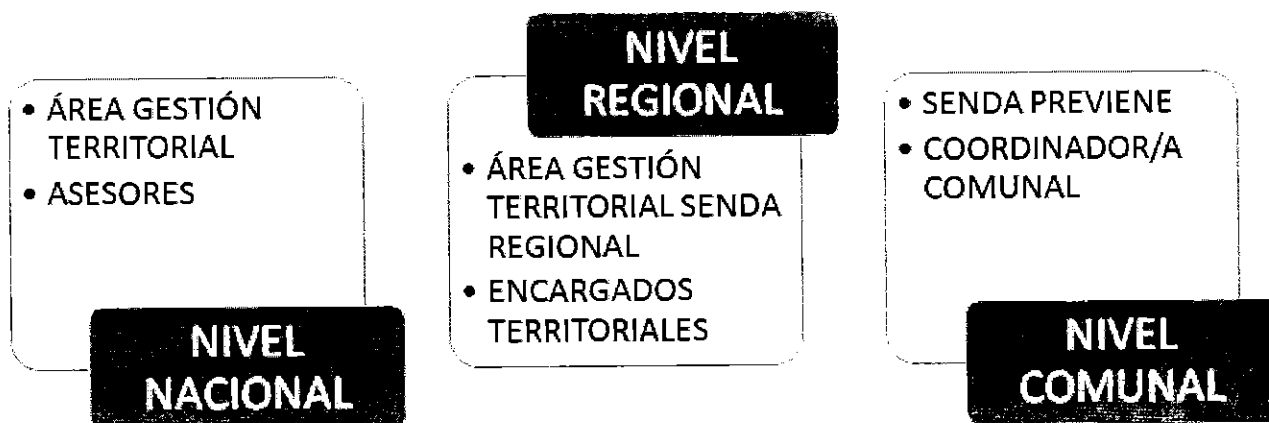 • ÁREA GESTIÓN
TERRITORIAL
• ASESORES
NIVEL
NACIONAL
NIVEL
REGIONAL
• ÁREA GESTIÓN
TERRITORIAL SENDA
REGIONAL
• ENCARGADOS
TERRITORIALES
• SENDA PREVIENE
• COORDINADOR/A
COMUNAL
NIVEL
COMUNAL